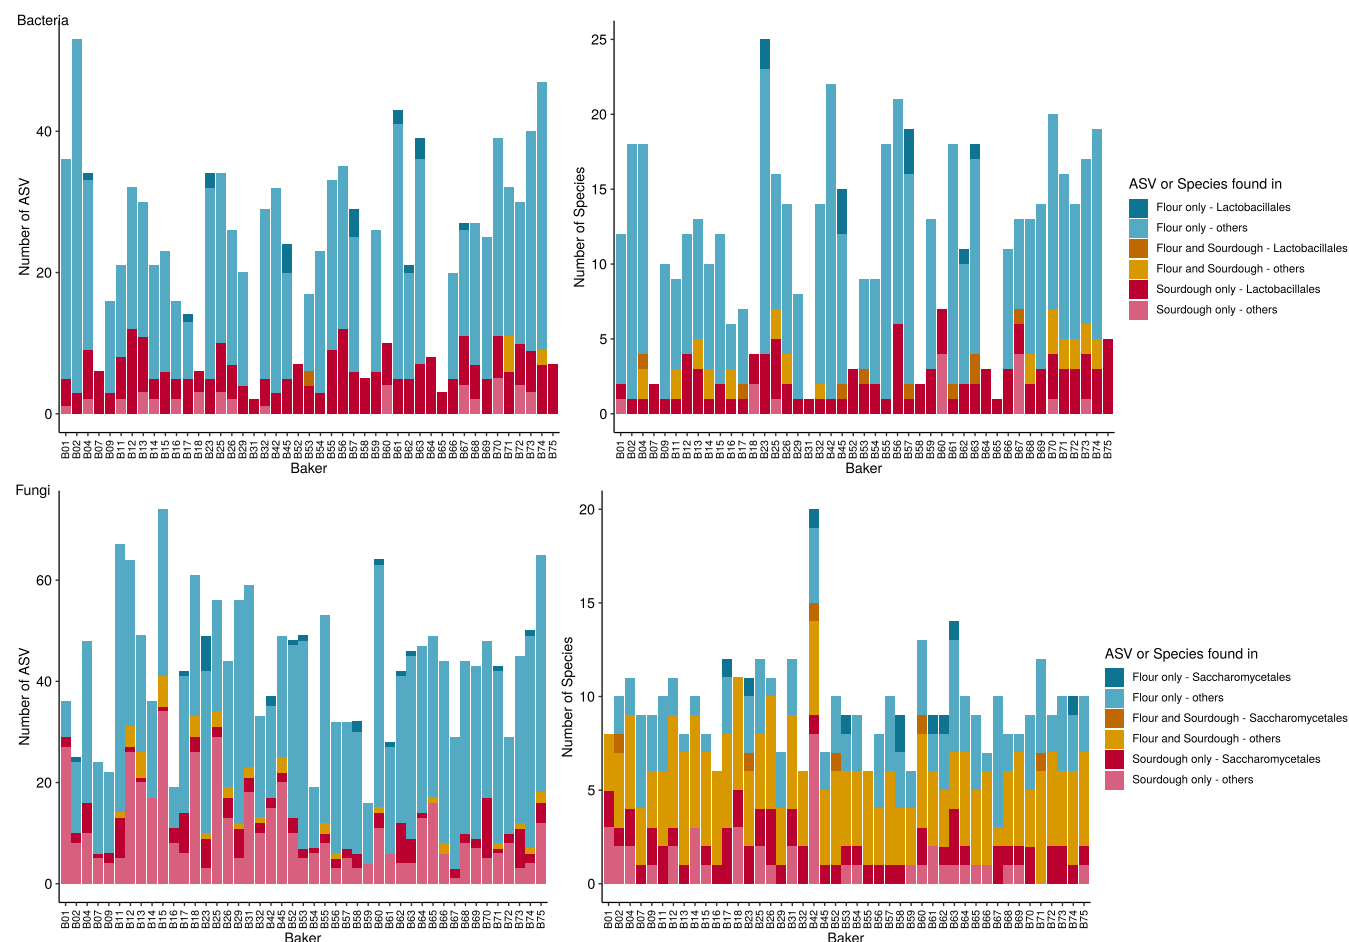 Bacteria
Number of ASV
40
20
0
B01 B02 B04 B07 B09 B11 B12 B13 B14 B15 B16 B17 B18 B23 B25 B26 B29 B31 B32 B42 B45 B52 B53 B54 B55 B56 B57 B58 B59 B60 B61 B62 B63 B64 B65 B66 B67 B68 B69 B70 B71 B72 B73 B74 B75
Baker
Number of Species
25
20
15
10
5
0
B01 B02 B04 B07 B09 B11 B12 B13 B14 B15 B16 B17 B18 B23 B25 B26 B29 B31 B32 B42 B45 B52 B53 B54 B55 B56 B57 B58 B59 B60 B61 B62 B63 B64 B65 B66 B67 B68 B69 B70 B71 B72 B73 B74 B75
Baker
ASV or Species found in
Flour only - Lactobacillales
Flour only - others
Flour and Sourdough - Lactobacillales
Flour and Sourdough - others
Sourdough only - Lactobacillales
Sourdough only - others
Fungi
Number of ASV
60
40
20
0
B01 B02 B04 B07 B09 B11 B12 B13 B14 B15 B16 B17 B18 B23 B25 B26 B29 B31 B32 B42 B45 B52 B53 B54 B55 B56 B57 B58 B59 B60 B61 B62 B63 B64 B65 B66 B67 B68 B69 B70 B71 B72 B73 B74 B75
Baker
Number of Species
20
15
10
5
0
B01 B02 B04 B07 B09 B11 B12 B13 B14 B15 B16 B17 B18 B23 B25 B26 B29 B31 B32 B42 B45 B52 B53 B54 B55 B56 B57 B58 B59 B60 B61 B62 B63 B64 B65 B66 B67 B68 B69 B70 B71 B72 B73 B74 B75
Baker
ASV or Species found in
Flour only - Saccharomycetales
Flour only - others
Flour and Sourdough - Saccharomycetales
Flour and Sourdough - others
Sourdough only - Saccharomycetales
Sourdough only - others